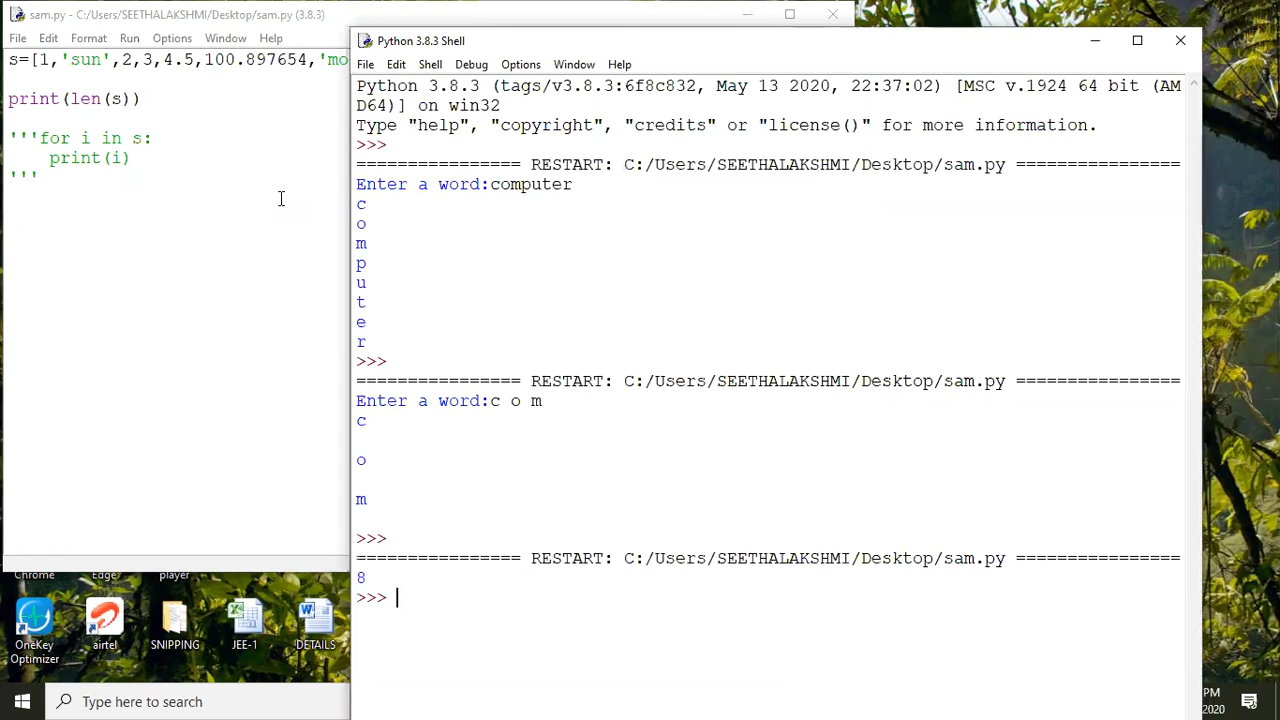 sam.py - C:/Users/SEETHALAKSHMI/Desktop/sam.py (3.8.3)
File Edit Format Run Options Window Help
s=[1,'sun',2,3,4.5,100.897654,'mo
print(len(s))
'''for i in s:
print(i)
'''
Python 3.8.3 Shell
File Edit Shell Debug Options Window Help
Python 3.8.3 (tags/v3.8.3:6f8c832, May 13 2020, 22:37:02) [MSC v.1924 64 bit (AM
D64)] on win32
Type "help", "copyright", "credits" or "license()" for more information.
>>>
================ RESTART: C:/Users/SEETHALAKSHMI/Desktop/sam.py ================
Enter a word:computer
c
o
m
p
u
t
e
r
>>>
================ RESTART: C:/Users/SEETHALAKSHMI/Desktop/sam.py ================
Enter a word:c o m
c
o
m
>>>
================ RESTART: C:/Users/SEETHALAKSHMI/Desktop/sam.py ================
8
>>>
Chrome Edge player
OneKey Optimizer
airtel
SNIPPING
JEE-1
DETAILS
Type here to search
PM
2020